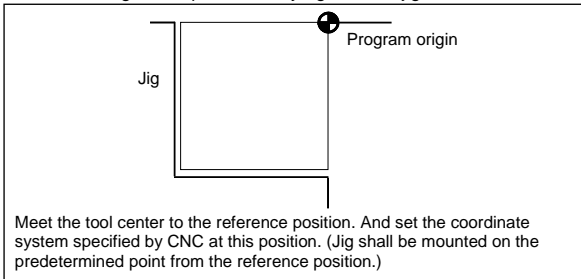 Program origin
Jig
Meet the tool center to the reference position. And set the coordinate
system specified by CNC at this position. (Jig shall be mounted on the
predetermined point from the reference position.)